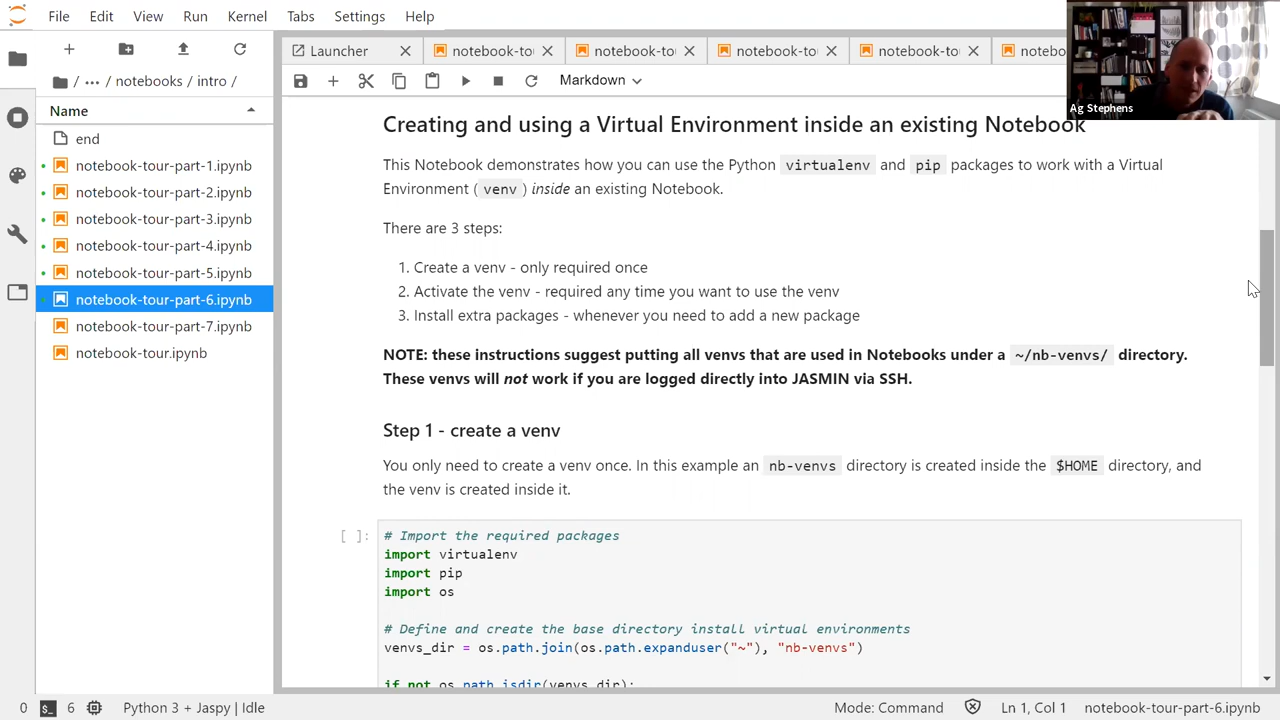 File Edit View Run Kernel Tabs Settings Help
/ ··· / notebooks / intro /
Name
end
notebook-tour-part-1.ipynb
notebook-tour-part-2.ipynb
notebook-tour-part-3.ipynb
notebook-tour-part-4.ipynb
notebook-tour-part-5.ipynb
notebook-tour-part-6.ipynb
notebook-tour-part-7.ipynb
notebook-tour.ipynb
Launcher notebook-to notebook-to notebook-to notebook-to noteb
Markdown
Ag Stephens
Creating and using a Virtual Environment inside an existing Notebook
This Notebook demonstrates how you can use the Python virtualenv and pip packages to work with a Virtual
Environment ( venv ) inside an existing Notebook.
There are 3 steps:
1. Create a venv - only required once
2. Activate the venv - required any time you want to use the venv
3. Install extra packages - whenever you need to add a new package
NOTE: these instructions suggest putting all venvs that are used in Notebooks under a ~/nb-venvs/ directory.
These venvs will not work if you are logged directly into JASMIN via SSH.
Step 1 - create a venv
You only need to create a venv once. In this example an nb-venvs directory is created inside the $HOME directory, and
the venv is created inside it.
[ ]:
# Import the required packages
import virtualenv
import pip
import os
# Define and create the base directory install virtual environments
venvs_dir = os.path.join(os.path.expanduser("~"), "nb-venvs")
if not os.path.isdir(venvs_dir):
0 6 Python 3 + Jaspy | Idle Mode: Command Ln 1, Col 1 notebook-tour-part-6.ipynb